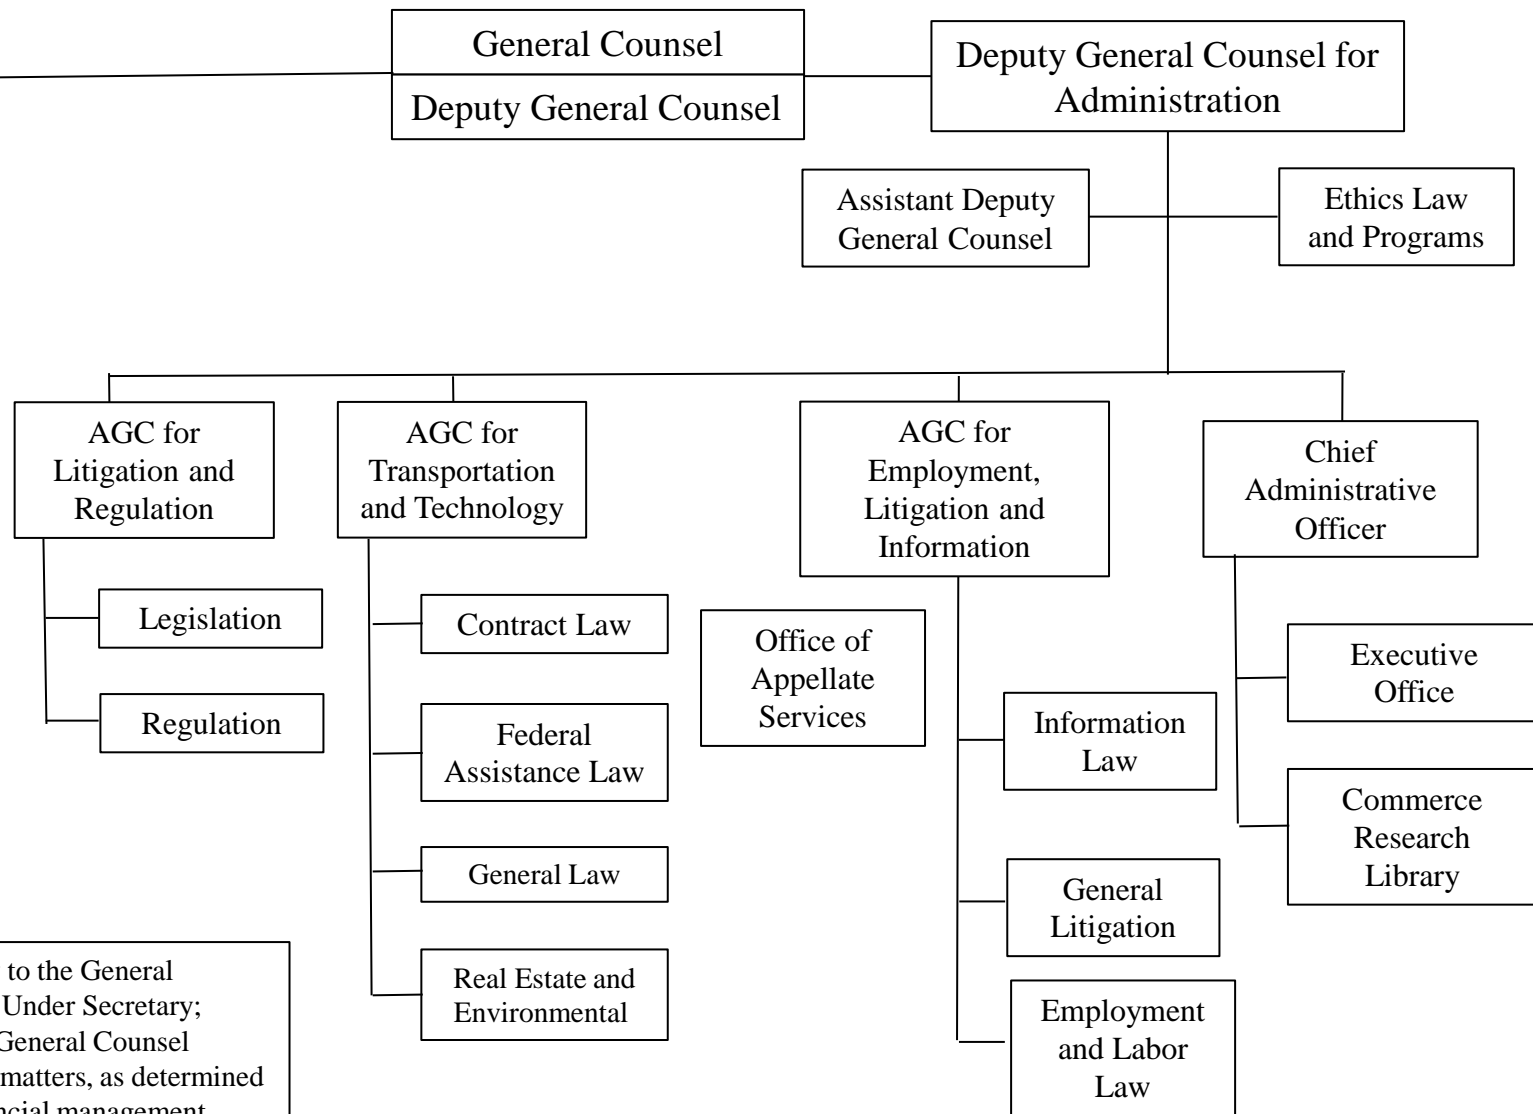 General Counsel
Deputy General Counsel
Deputy General Counsel for
Administration
Assistant Deputy
General Counsel
Ethics Law
and Programs
AGC for
Litigation and
Regulation
AGC for
Transportation
and Technology
AGC for
Employment,
Litigation and
Information
Chief
Administrative
Officer
Legislation
Regulation
Contract Law
Federal
Assistance Law
General Law
Real Estate and
Environmental
Office of
Appellate
Services
Information
Law
General
Litigation
Employment
and Labor
Law
Executive
Office
Commerce
Research
Library
to the General
Under Secretary;
General Counsel
matters, as determined
management